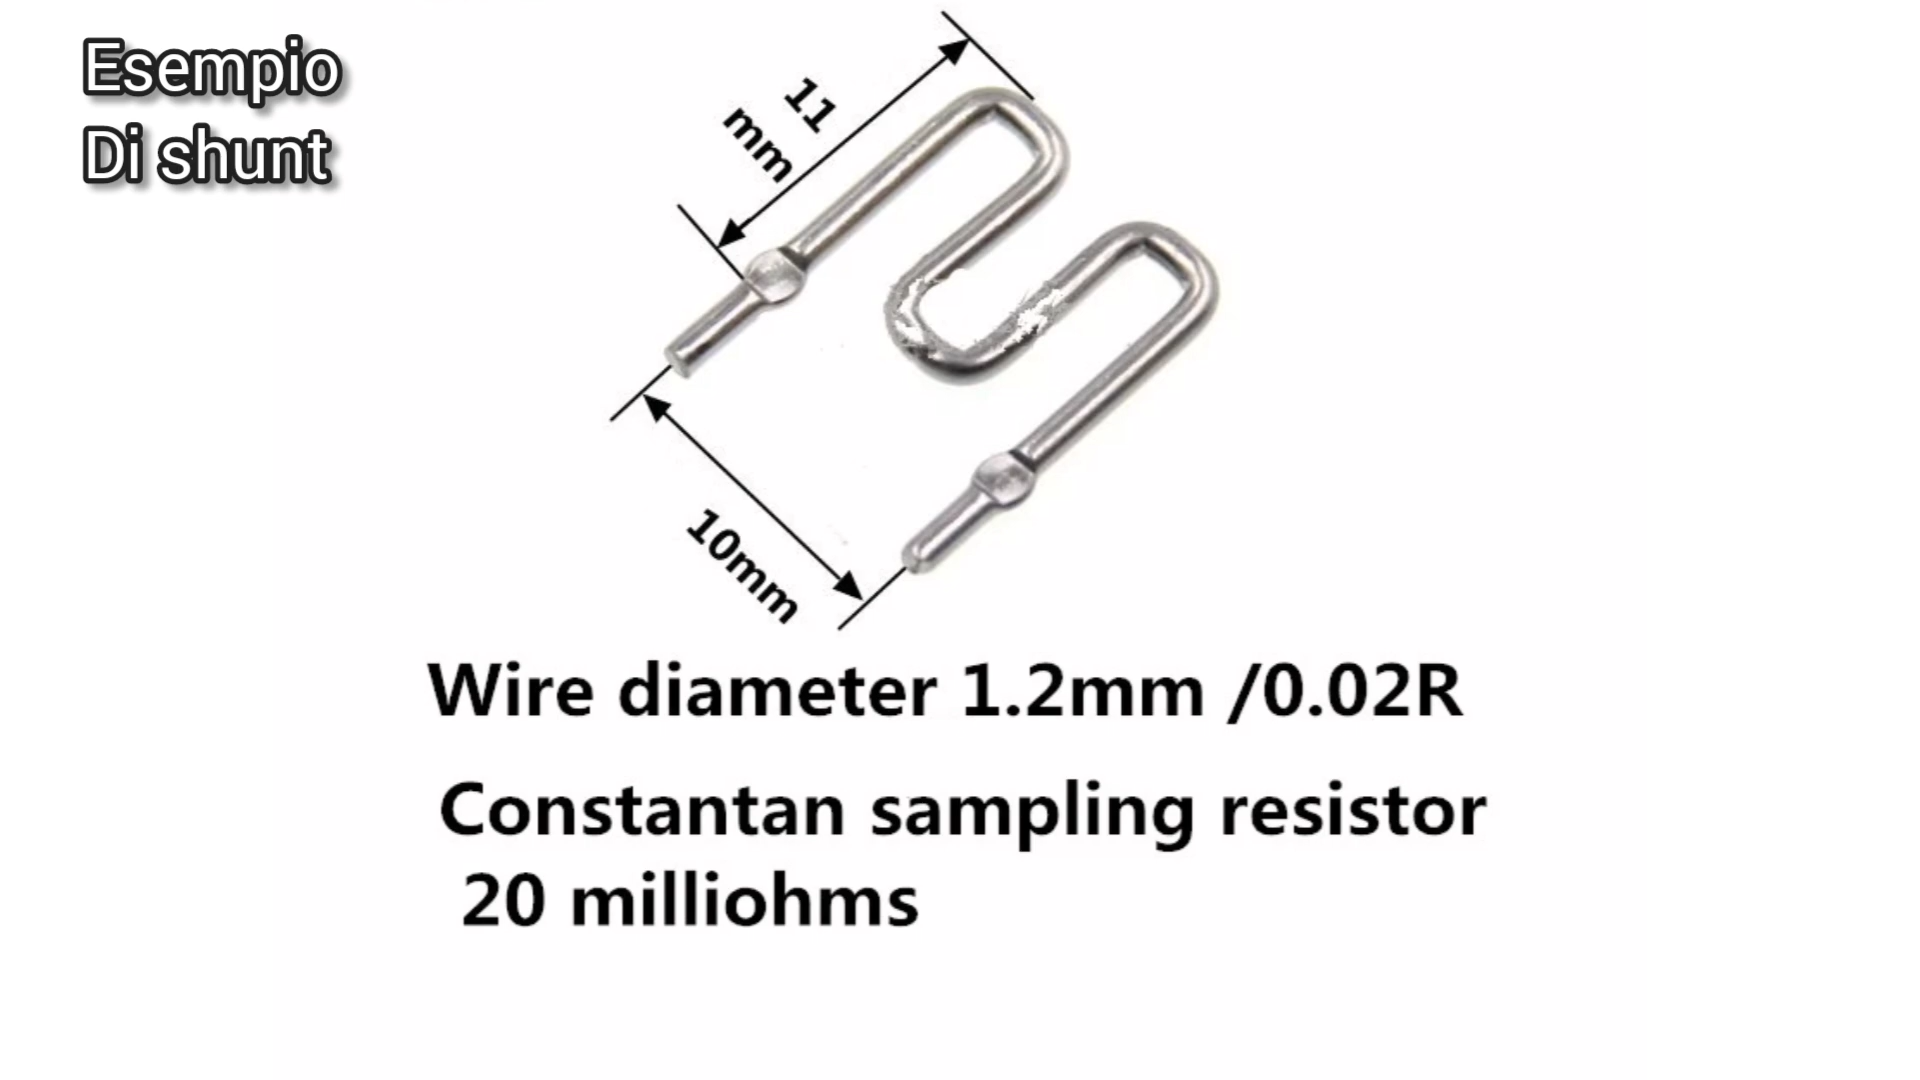 Esempio
Di shunt
11
mm
10mm
Wire diameter 1.2mm /0.02R
Constantan sampling resistor
20 milliohms